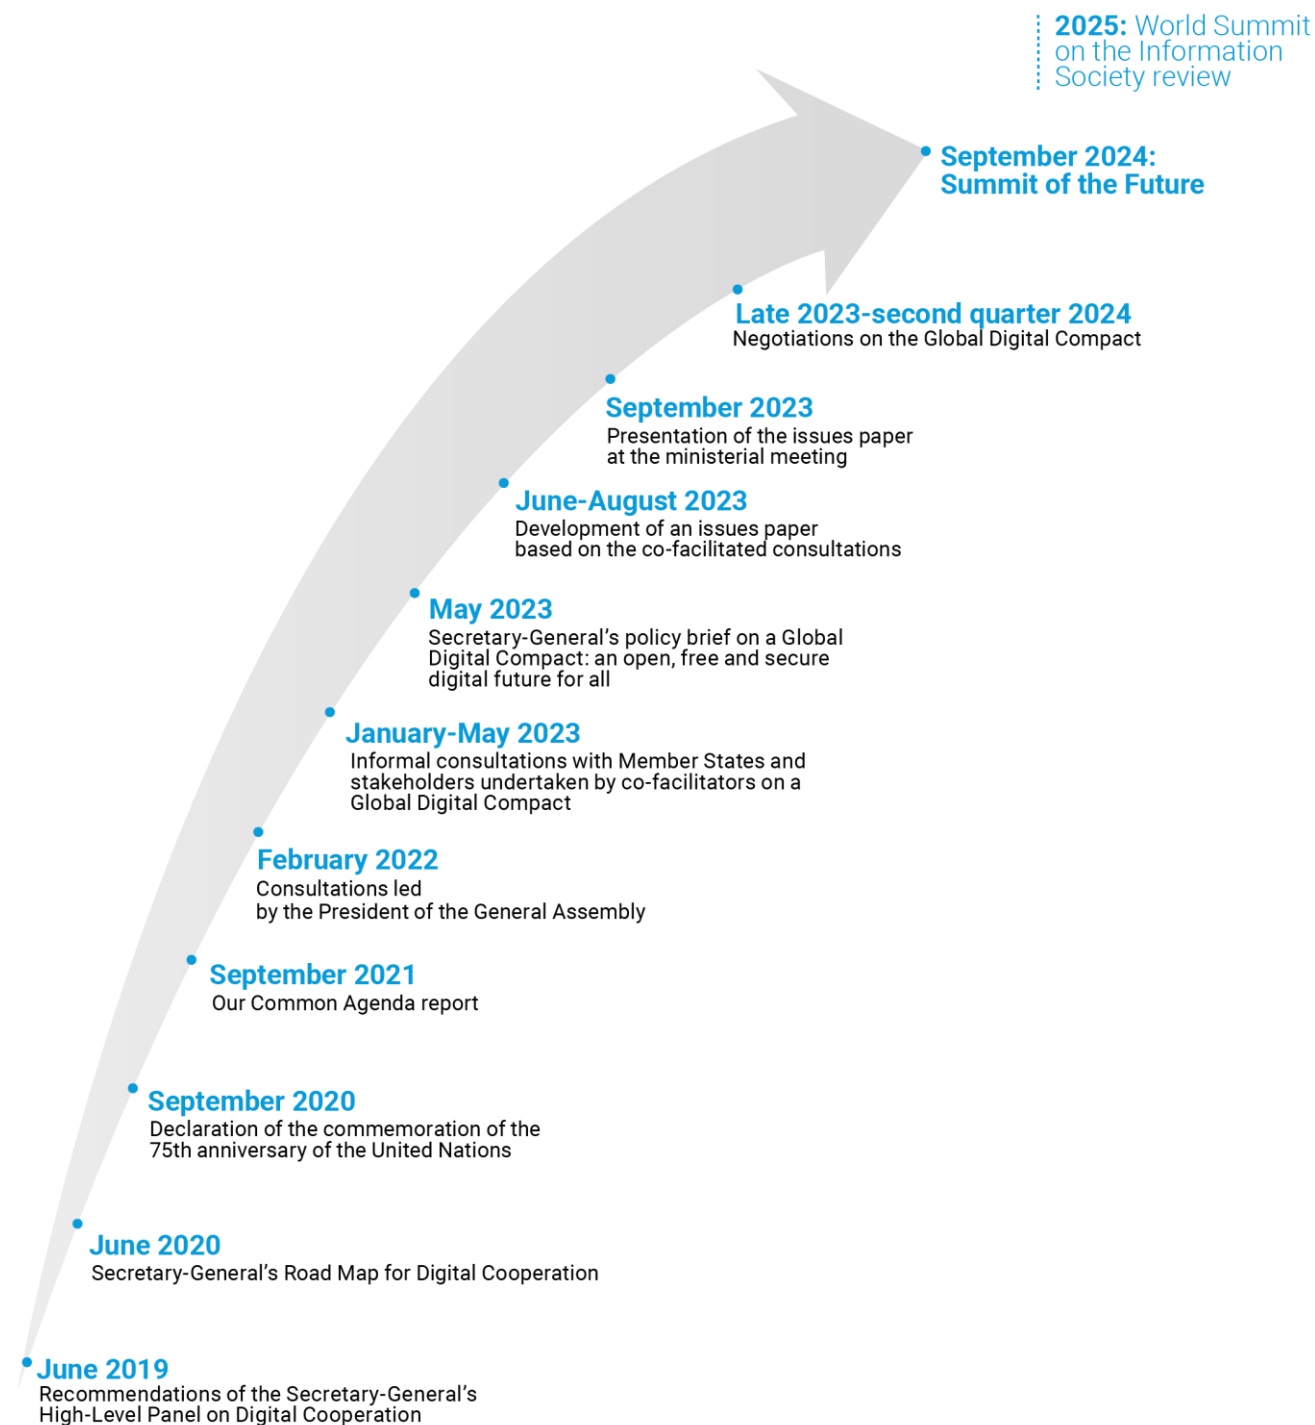 2025: World Summit
on the Information
Society review
September 2024:
Summit of the Future
Late 2023-second quarter 2024
Negotiations on the Global Digital Compact
September 2023
Presentation of the issues paper
at the ministerial meeting
June-August 2023
Development of an issues paper
based on the co-facilitated consultations
May 2023
Secretary-General’s policy brief on a Global
Digital Compact: an open, free and secure
digital future for all
January-May 2023
Informal consultations with Member States and
stakeholders undertaken by co-facilitators on a
Global Digital Compact
February 2022
Consultations led
by the President of the General Assembly
September 2021
Our Common Agenda report
September 2020
Declaration of the commemoration of the
75th anniversary of the United Nations
June 2020
Secretary-General’s Road Map for Digital Cooperation
June 2019
Recommendations of the Secretary-General’s
High-Level Panel on Digital Cooperation